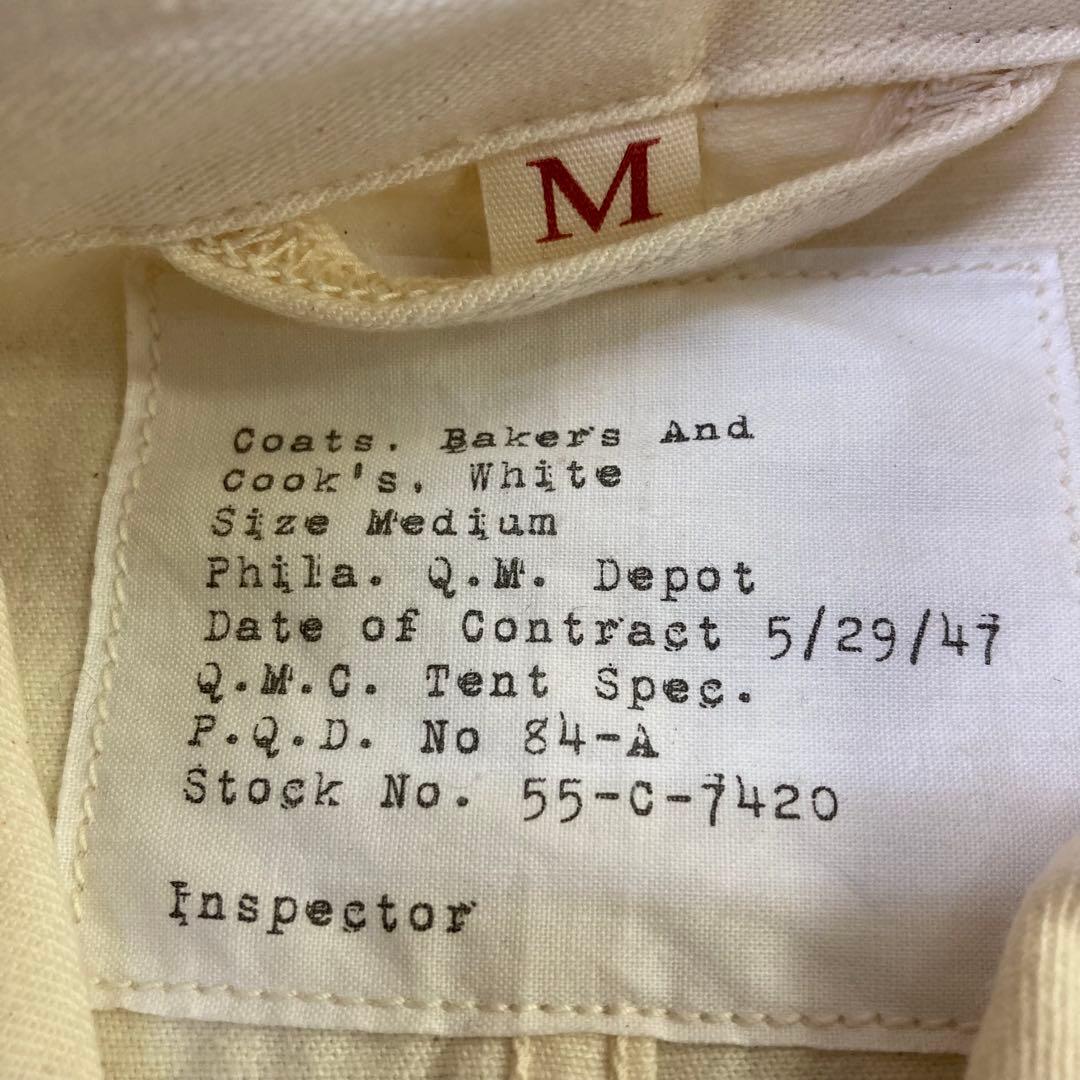 M
Coats. Bakers And
Cook's, White
Size Medium
Phila. Q.M. Depot
Date of Contract 5/29/47
Q.M.C. Tent Spec.
P.Q.D. No 84-A
Stock No. 55-C-7420
Inspector